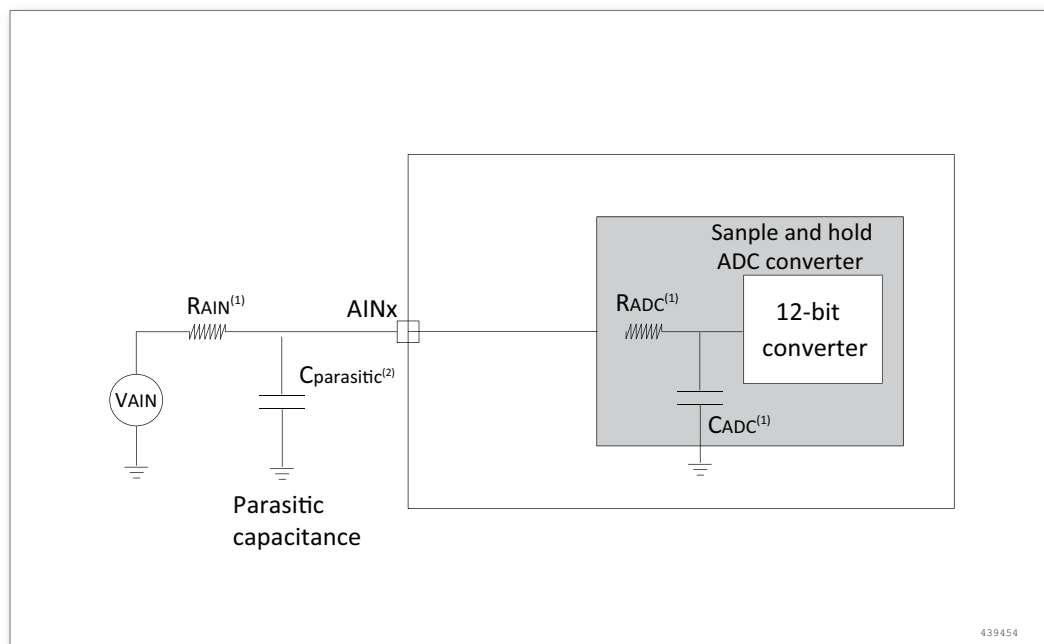 Sanple and hold
ADC converter
RAIN(1)
AINx
RADC(1)
12-bit
converter
Cparasitic(2)
VAIN
CADC(1)
Parasitic
capacitance
439454